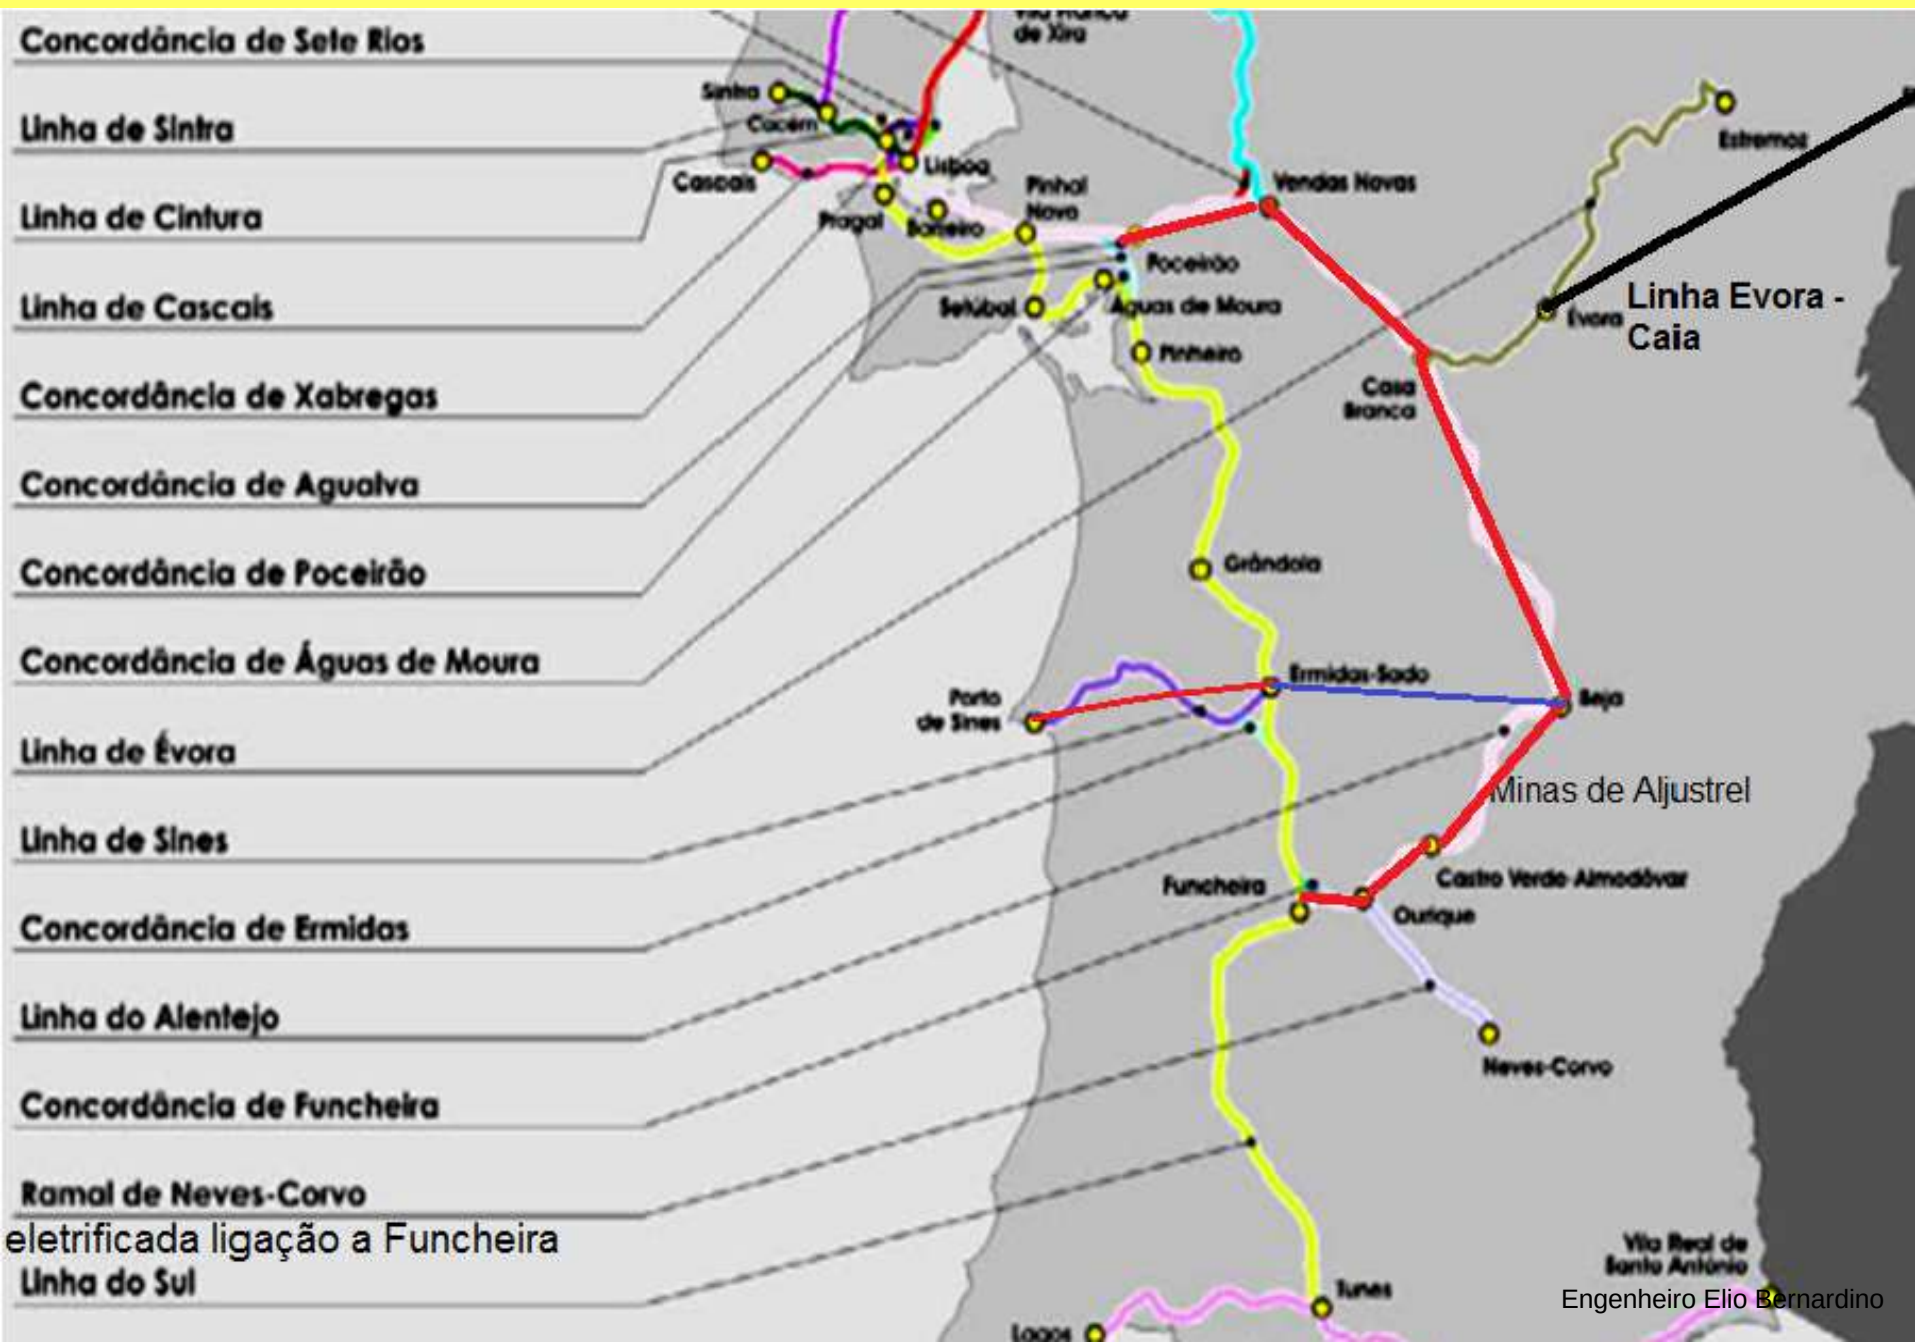 Concordância de Sete Rios
Linha de Sintra
Linha de Cintura
Linha de Cascais
Concordância de Xabregas
Concordância de Agualva
Concordância de Poceirão
Concordância de Águas de Moura
Linha de Évora
Linha de Sines
Concordância de Ermidas
Linha do Alentejo
Concordância de Funcheira
Ramal de Neves-Corvo
eletrificada ligação a Funcheira
Linha do Sul
Vila Franca
de Xira
Sintra
Cacém
Lisboa
Cascais
Pragal
Barreiro
Pinhal
Novo
Vendas Novas
Estremoz
Poceirão
Setúbal
Águas de Moura
Pinheiro
Évora
Linha Evora -
Caia
Casa
Branca
Grândola
Ermidas-Sado
Porto
de Sines
Beja
Minas de Aljustrel
Funcheira
Castro Verde-Almodôvar
Ourique
Neves-Corvo
Vila Real de
Santo António
Tunes
Engenheiro Elio Bernardino
Lagos